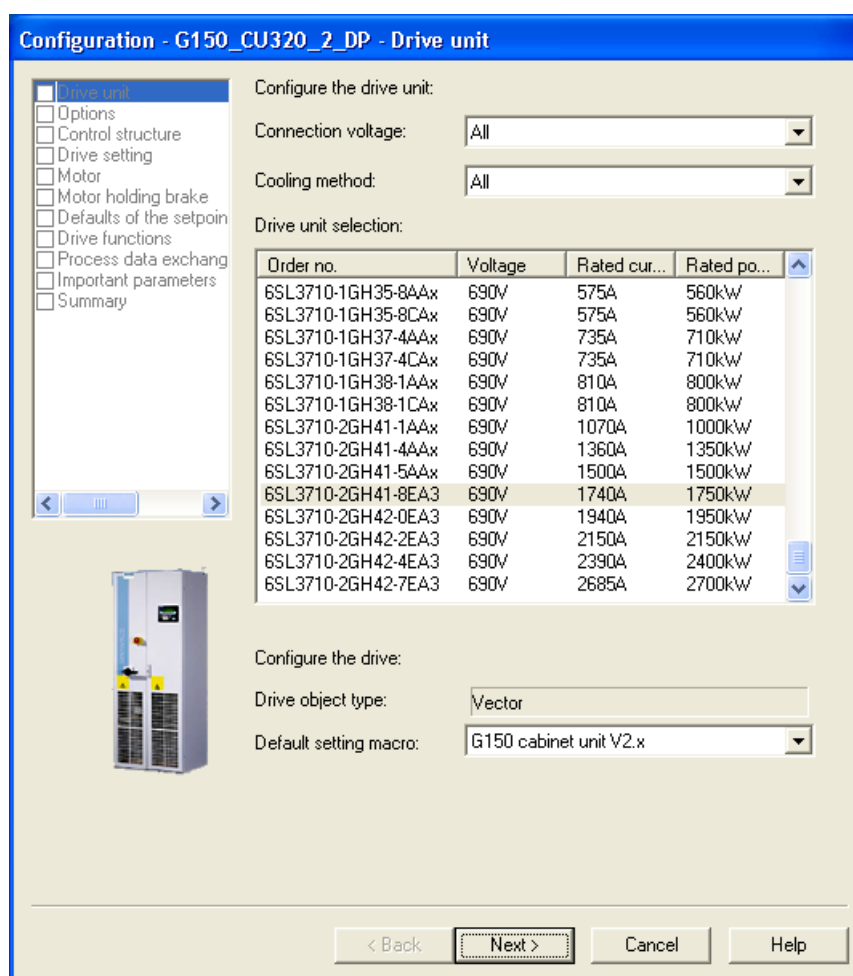 Configuration - G150_CU320_2_DP - Drive unit
Drive unit
Options
Control structure
Drive setting
Motor
Motor holding brake
Defaults of the setpoin
Drive functions
Process data exchang
Important parameters
Summary
Configure the drive unit:
Connection voltage: All
Cooling method: All
Drive unit selection:
Order no. Voltage Rated cur... Rated po...
6SL3710-1GH35-8AAx 690V 575A 560kW
6SL3710-1GH35-8CAx 690V 575A 560kW
6SL3710-1GH37-4AAx 690V 735A 710kW
6SL3710-1GH37-4CAx 690V 735A 710kW
6SL3710-1GH38-1AAx 690V 810A 800kW
6SL3710-1GH38-1CAx 690V 810A 800kW
6SL3710-2GH41-1AAx 690V 1070A 1000kW
6SL3710-2GH41-4AAx 690V 1360A 1350kW
6SL3710-2GH41-5AAx 690V 1500A 1500kW
6SL3710-2GH41-8EA3 690V 1740A 1750kW
6SL3710-2GH42-0EA3 690V 1940A 1950kW
6SL3710-2GH42-2EA3 690V 2150A 2150kW
6SL3710-2GH42-4EA3 690V 2390A 2400kW
6SL3710-2GH42-7EA3 690V 2685A 2700kW
Configure the drive:
Drive object type: Vector
Default setting macro: G150 cabinet unit V2.x
< Back Next > Cancel Help